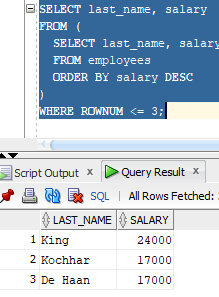 SELECT last_name, salary
FROM (
SELECT last_name, salary
FROM employees
ORDER BY salary DESC
)
WHERE ROWNUM <= 3;
Script Output x Query Result x
SQL | All Rows Fetched:
LAST_NAME SALARY
1 King 24000
2 Kochhar 17000
3 De Haan 17000